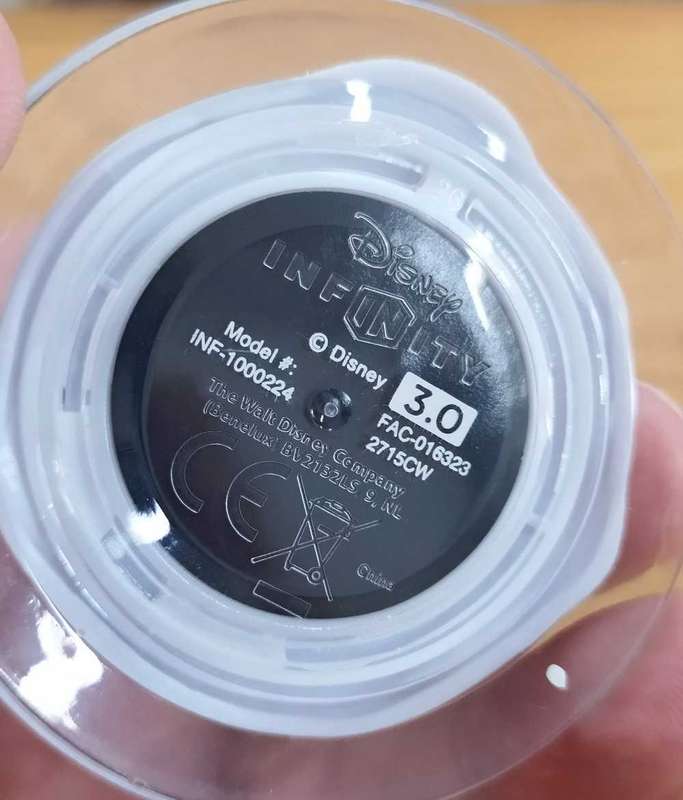 Disney
INFINITY
© Disney
3.0
Model #:
INF-1000224
FAC-016323
2715CW
The Walt Disney Company
(Benelux) BV 2132LS, 9, NL
CE
China